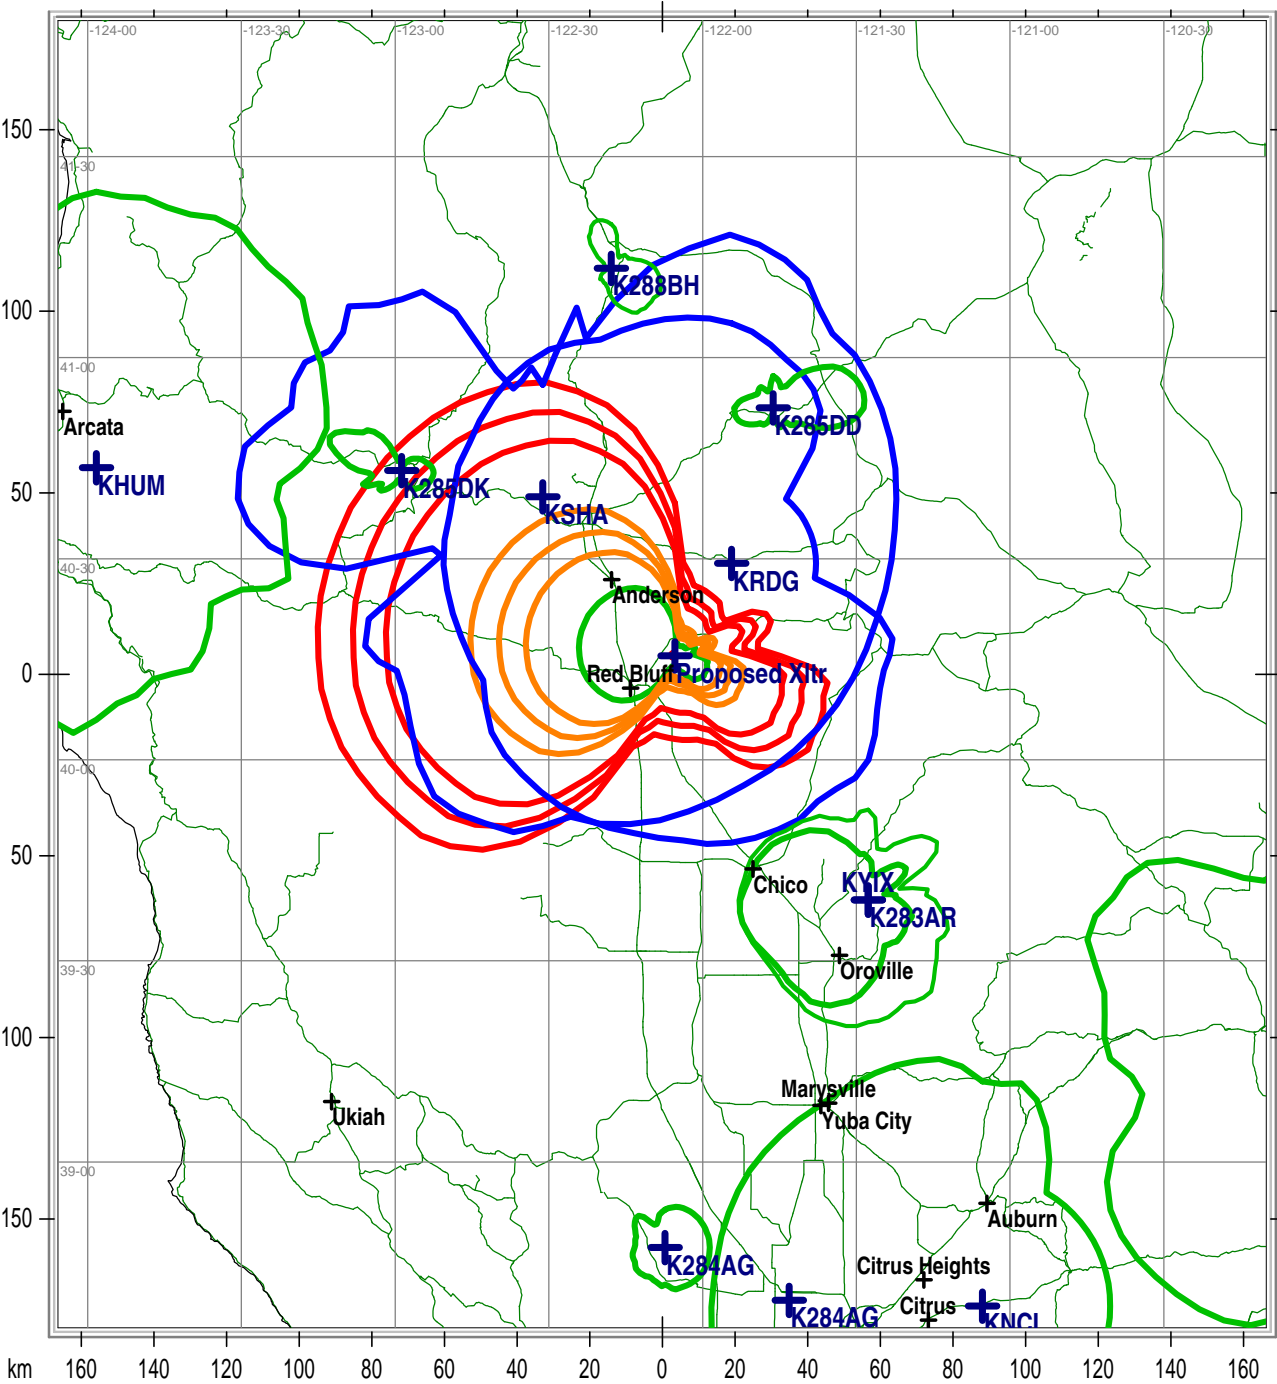 -124-00 -123-30 -123-00 -122-30 -122-00 -121-30 -121-00 -120-30
150
41-30
K288BH
100
41-00
Arcata
K285DD
KHUM
K285DK
50
KSHA
40-30
KRDG
Anderson
Red Bluff
Proposed Xltr
0
40-00
50
Chico
KYIX
K283AR
39-30
Oroville
100
Marysville
Ukiah
Yuba City
39-00
150
Auburn
K284AG
Citrus Heights
Citrus
K284AG
KNCI
km 160 140 120 100 80 60 40 20 0 20 40 60 80 100 120 140 160